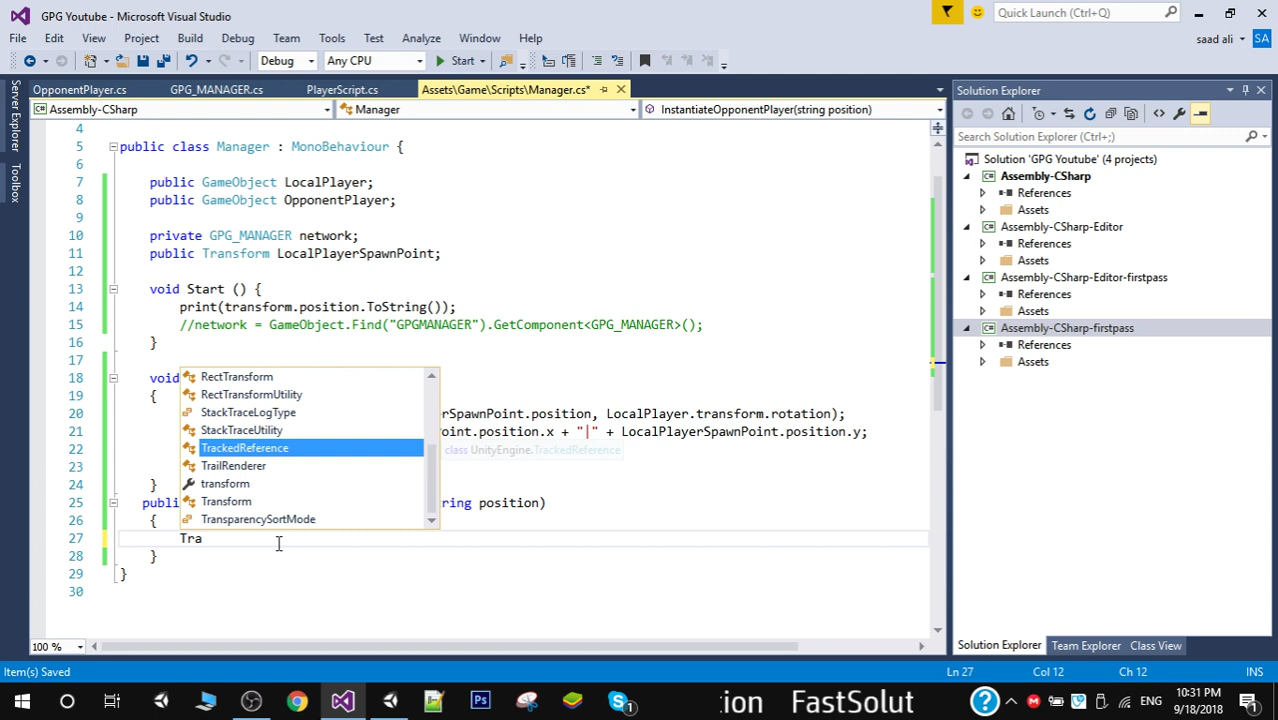 GPG Youtube - Microsoft Visual Studio
Quick Launch (Ctrl+Q)
File Edit View Project Build Debug Team Tools Test Analyze Window Help
saad ali SA
Debug Any CPU Start
Server Explorer
Toolbox
OpponentPlayer.cs GPG_MANAGER.cs PlayerScript.cs Assets\Game\Scripts\Manager.cs*
Assembly-CSharp Manager InstantiateOpponentPlayer(string position)
4
5 public class Manager : MonoBehaviour {
6
7 public GameObject LocalPlayer;
8 public GameObject OpponentPlayer;
9
10 private GPG_MANAGER network;
11 public Transform LocalPlayerSpawnPoint;
12
13 void Start () {
14 print(transform.position.ToString());
15 //network = GameObject.Find("GPGMANAGER").GetComponent<GPG_MANAGER>();
16 }
17
18 void
19 {
20 erSpawnPoint.position, LocalPlayer.transform.rotation);
21 point.position.x + "|" + LocalPlayerSpawnPoint.position.y;
22
23
24 }
25 public ring position)
26 {
27 Tra
28 }
29 }
30
RectTransform
RectTransformUtility
StackTraceLogType
StackTraceUtility
TrackedReference
TrailRenderer
transform
Transform
TransparencySortMode
class UnityEngine.TrackedReference
100 %
Solution Explorer
Search Solution Explorer (Ctrl+;)
Solution 'GPG Youtube' (4 projects)
Assembly-CSharp
References
Assets
Assembly-CSharp-Editor
References
Assets
Assembly-CSharp-Editor-firstpass
References
Assets
Assembly-CSharp-firstpass
References
Assets
Solution Explorer Team Explorer Class View
Item(s) Saved Ln 27 Col 12 Ch 12 INS
Ps
1
ion FastSolut
ENG
10:31 PM
9/18/2018
1